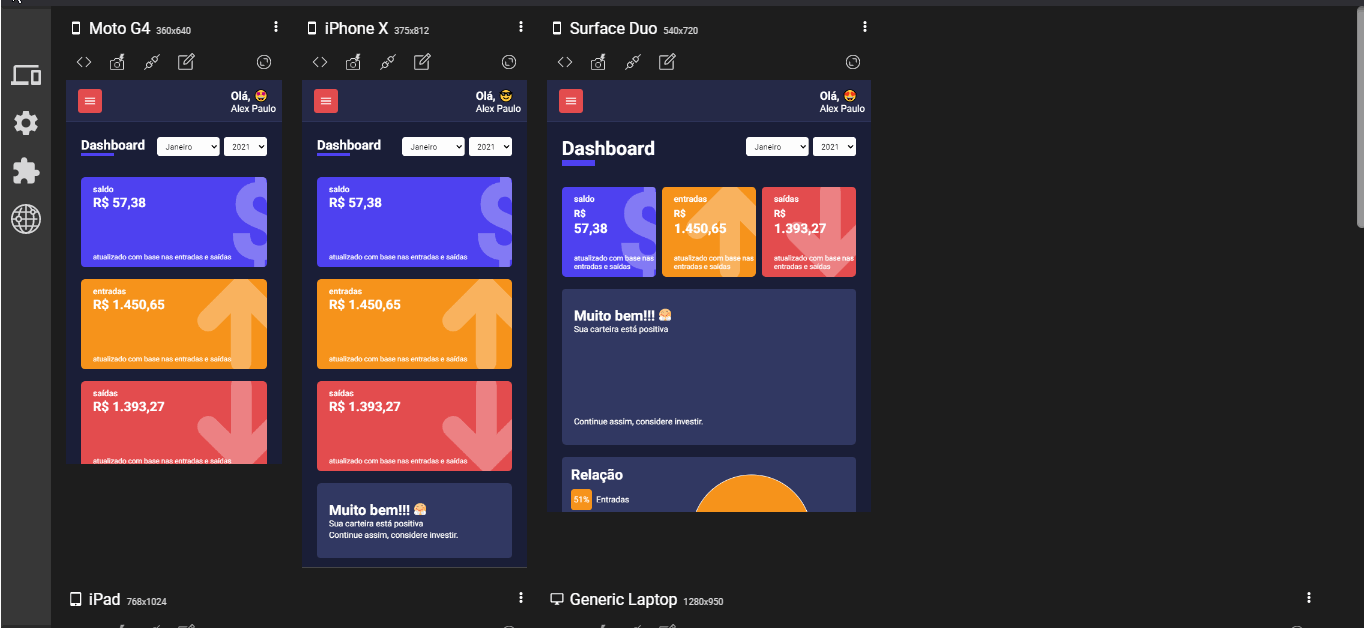 Moto G4 360x640
Olá, 🤩
Alex Paulo
Dashboard
Janeiro
2021
saldo
R$ 57,38
atualizado com base nas entradas e saídas
entradas
R$ 1.450,65
atualizado com base nas entradas e saídas
saídas
R$ 1.393,27
atualizado com base nas entradas e saídas
iPhone X 375x812
Olá, 😎
Alex Paulo
Dashboard
Janeiro
2021
saldo
R$ 57,38
atualizado com base nas entradas e saídas
entradas
R$ 1.450,65
atualizado com base nas entradas e saídas
saídas
R$ 1.393,27
atualizado com base nas entradas e saídas
Muito bem!!!
Sua carteira está positiva
Continue assim, considere investir.
Surface Duo 540x720
Olá, 🤩
Alex Paulo
Dashboard
Janeiro
2021
saldo
R$
57,38
atualizado com base nas
entradas e saídas
entradas
R$
1.450,65
atualizado com base nas
entradas e saídas
saídas
R$
1.393,27
atualizado com base nas
entradas e saídas
Muito bem!!!
Sua carteira está positiva
Continue assim, considere investir.
Relação
51% Entradas
iPad 768x1024
Generic Laptop 1280x950